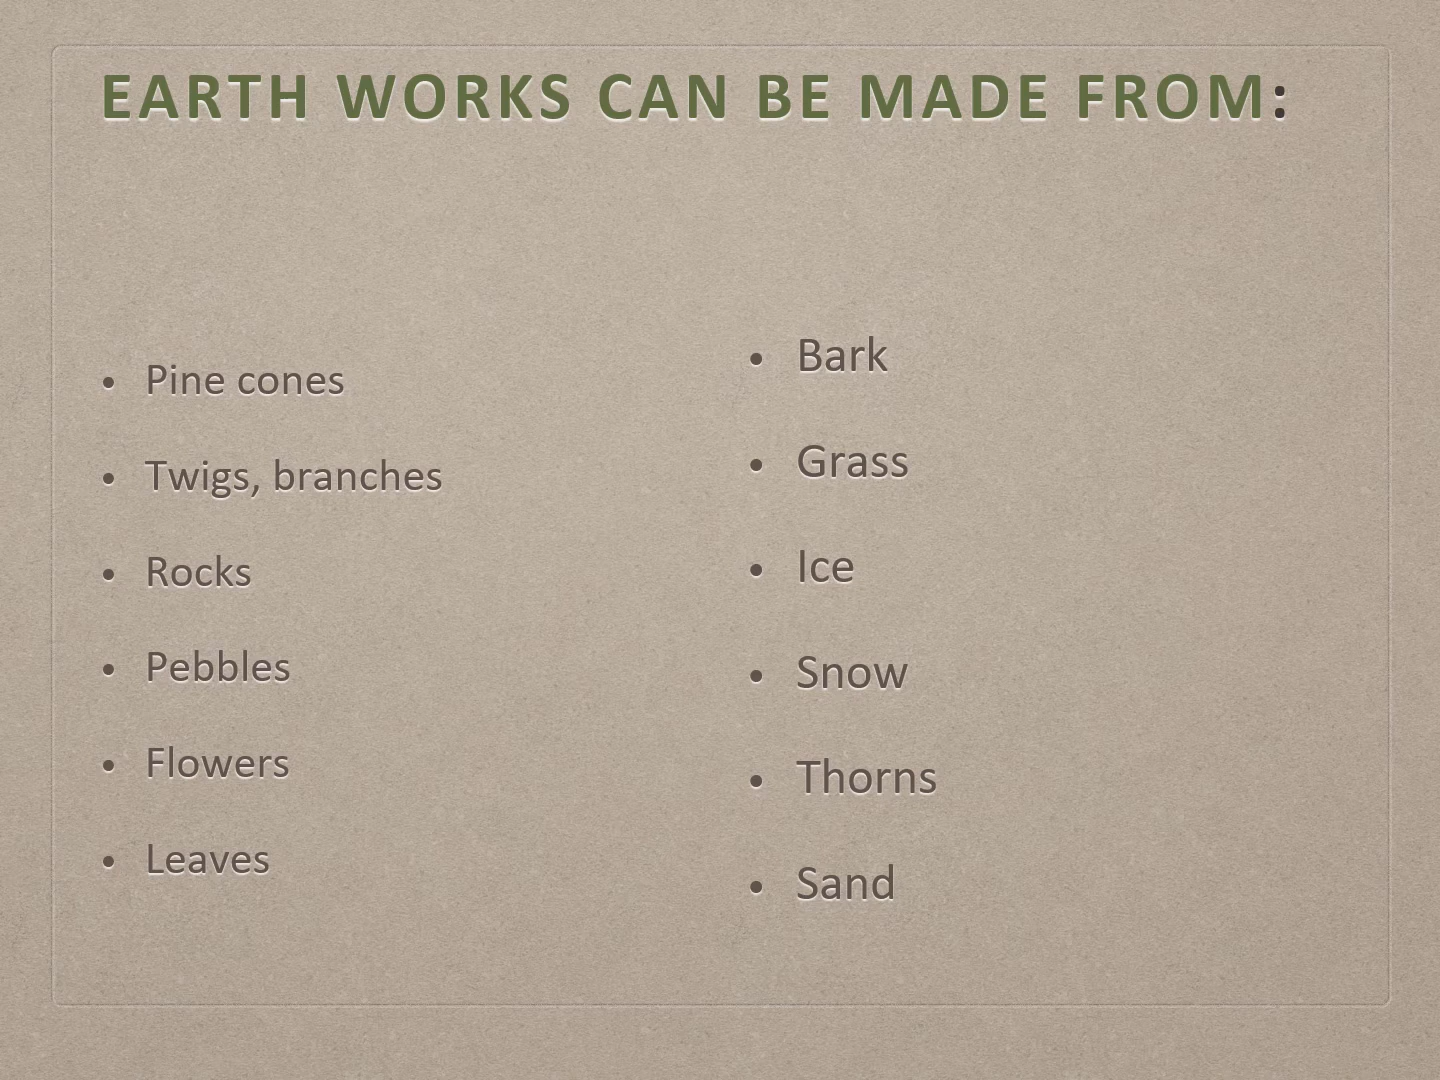 EARTH WORKS CAN BE MADE FROM:
• Pine cones
• Twigs, branches
• Rocks
• Pebbles
• Flowers
• Leaves
• Bark
• Grass
• Ice
• Snow
• Thorns
• Sand